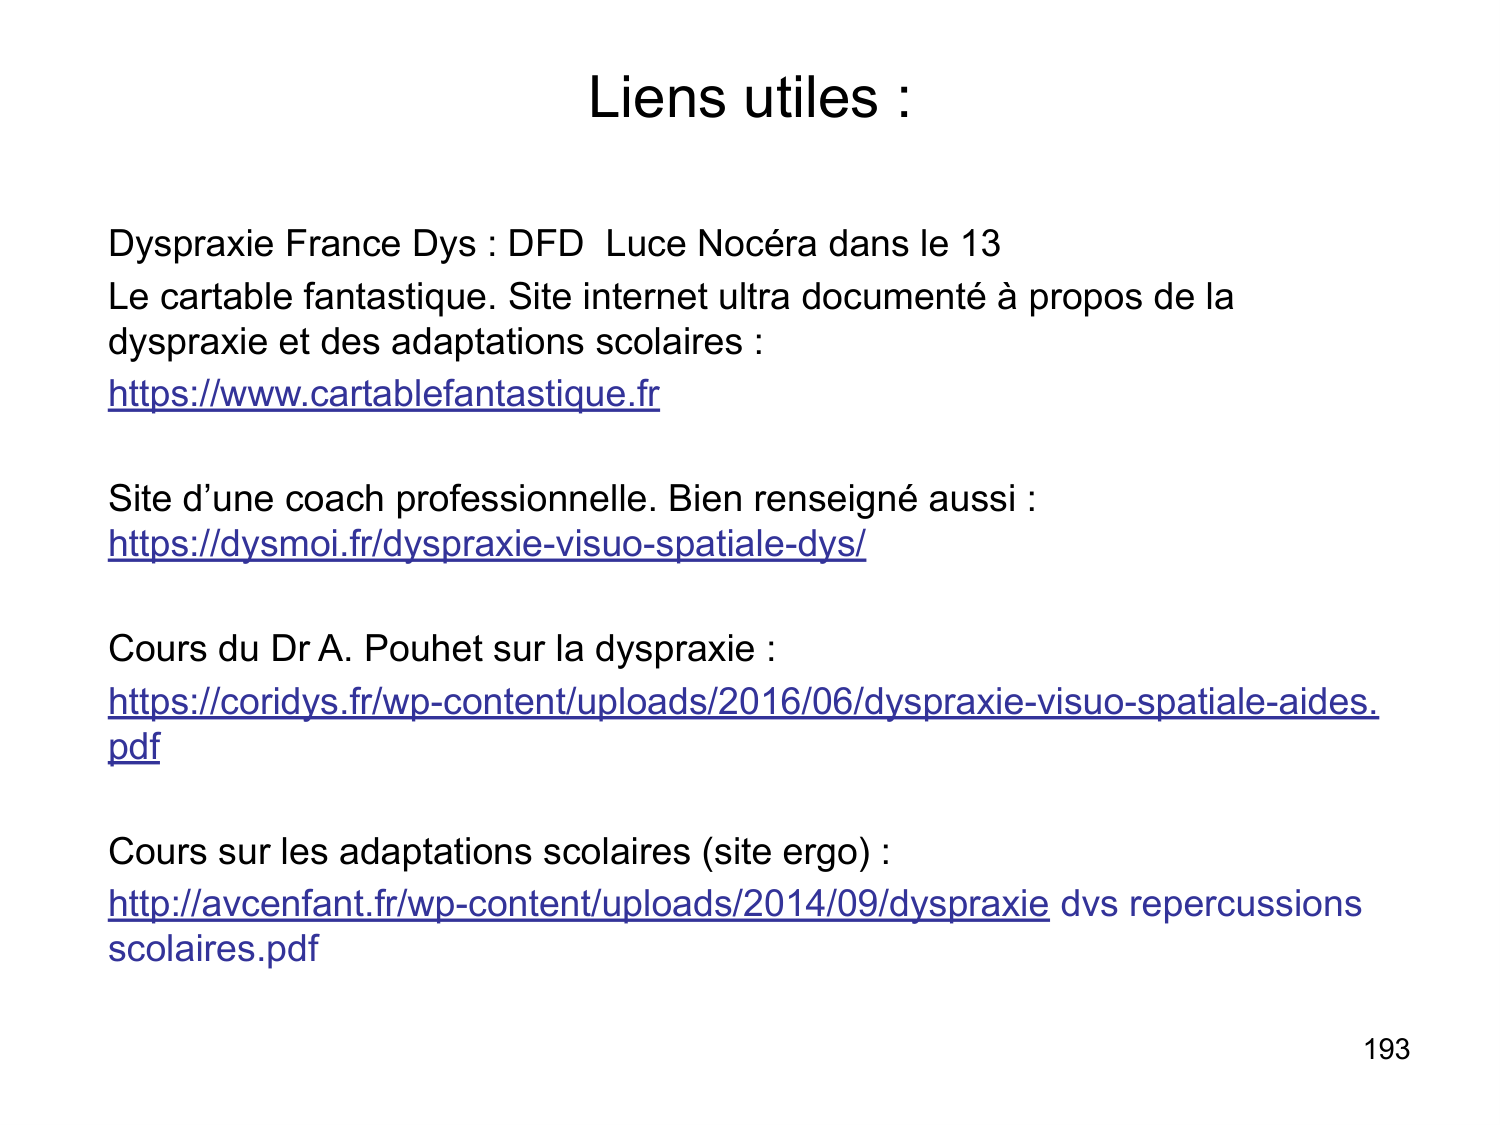 Liens utiles :
Dyspraxie France Dys : DFD  Luce Nocéra dans le 13
Le cartable fantastique. Site internet ultra documenté à propos de la
dyspraxie et des adaptations scolaires :
https://www.cartablefantastique.fr
Site d’une coach professionnelle. Bien renseigné aussi :
https://dysmoi.fr/dyspraxie-visuo-spatiale-dys/
Cours du Dr A. Pouhet sur la dyspraxie :
https://coridys.fr/wp-content/uploads/2016/06/dyspraxie-visuo-spatiale-aides.
pdf
Cours sur les adaptations scolaires (site ergo) :
http://avcenfant.fr/wp-content/uploads/2014/09/dyspraxie dvs repercussions
scolaires.pdf
193